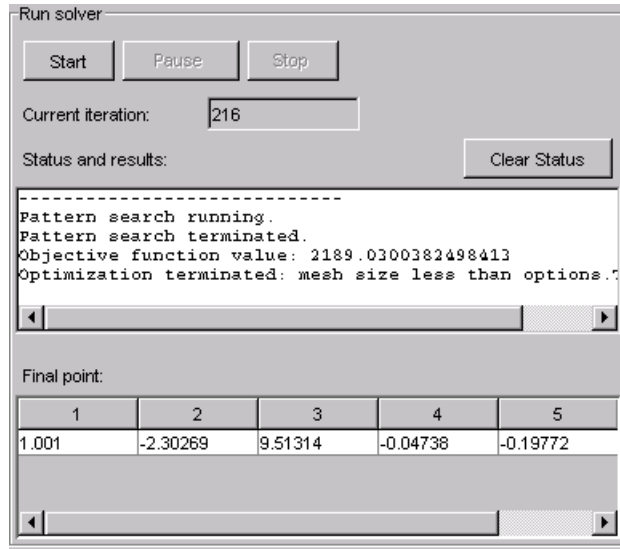 Run solver
Start Pause Stop
Current iteration: 216
Status and results: Clear Status
------------------------------
Pattern search running.
Pattern search terminated.
Objective function value: 2189.0300382498413
Optimization terminated: mesh size less than options.
Final point:
1 2 3 4 5
1.001 -2.30269 9.51314 -0.04738 -0.19772